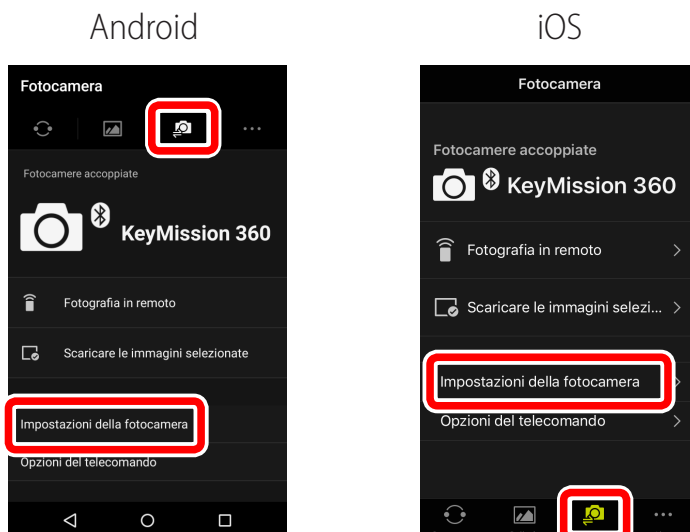 Android
Fotocamera
Fotocamere accoppiate
KeyMission 360
Fotografia in remoto
Scaricare le immagini selezionate
Impostazioni della fotocamera
Opzioni del telecomando
iOS
Fotocamera
Fotocamere accoppiate
KeyMission 360
Fotografia in remoto
Scaricare le immagini selezi...
Impostazioni della fotocamera
Opzioni del telecomando